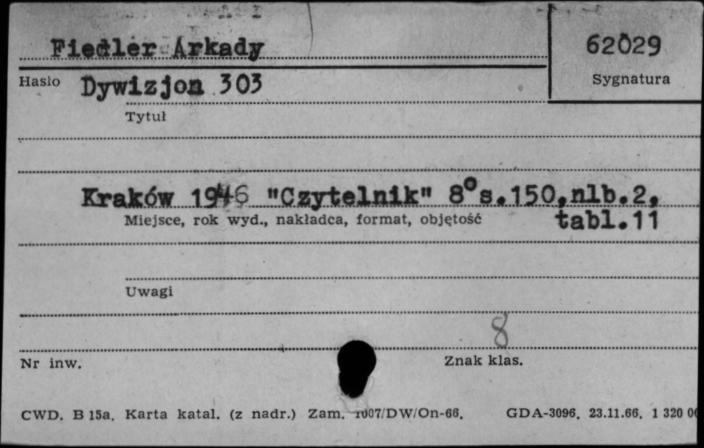 Fiedler Arkady
62029
Hasło Dywizjon 303
Sygnatura
Tytuł
Kraków 1946 "Czytelnik" 8° s.150,nlb.2,
Miejsce, rok wyd., nakładca, format, objętość tabl.11
Uwagi
8
Nr inw. Znak klas.
CWD. B 15a. Karta katal. (z nadr.) Zam. 1007/DW/On-66. GDA-3096. 23.11.66. 1 320 00